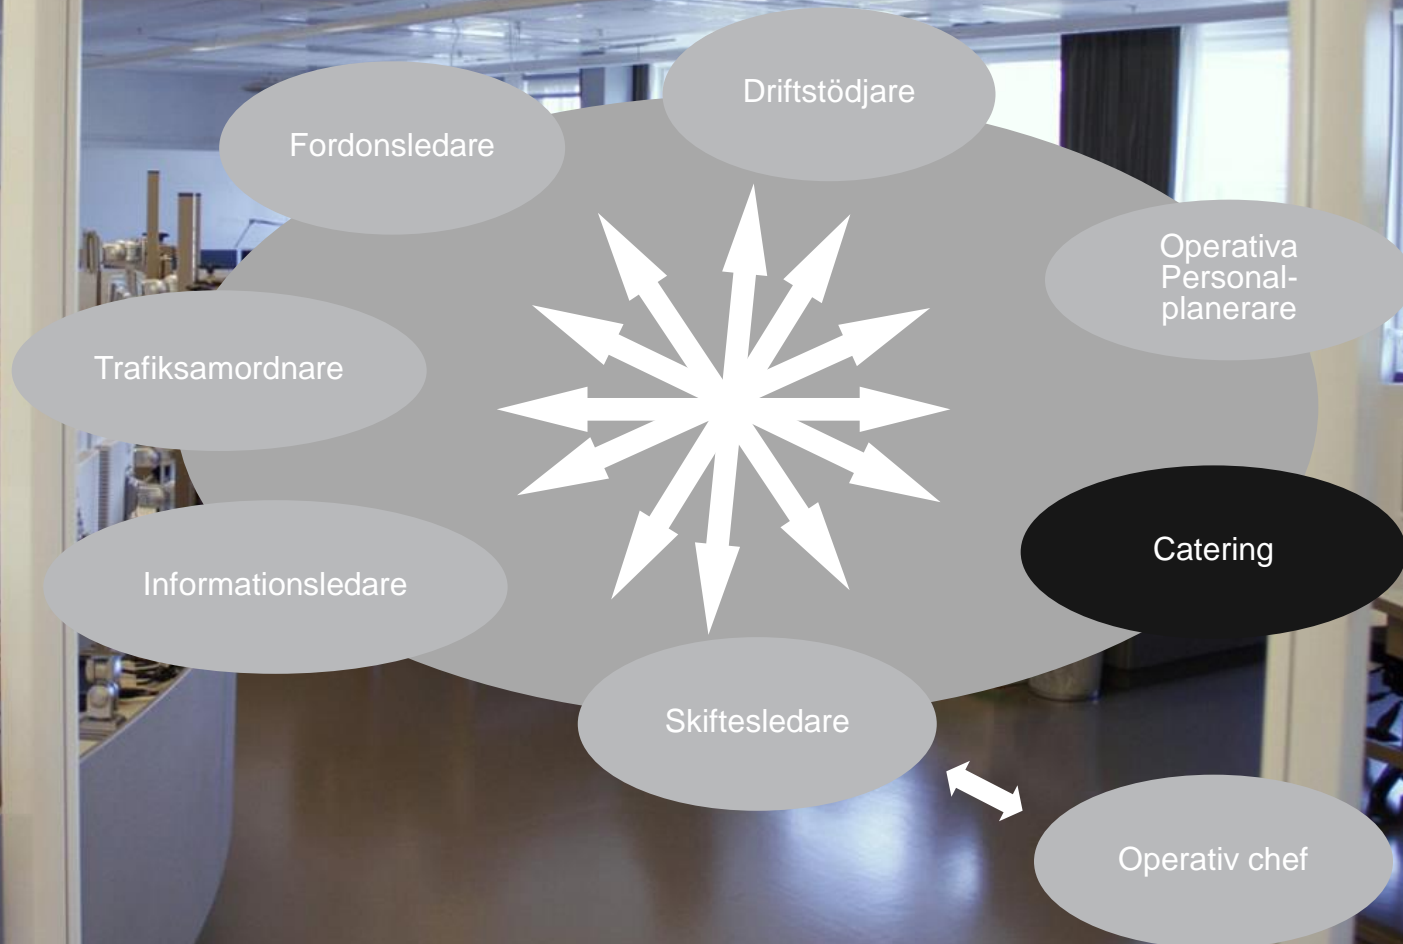 Driftstödjare
Fordonsledare
Operativa
Personal-
planerare
Trafiksamordnare
Catering
Informationsledare
Skiftesledare
Operativ chef